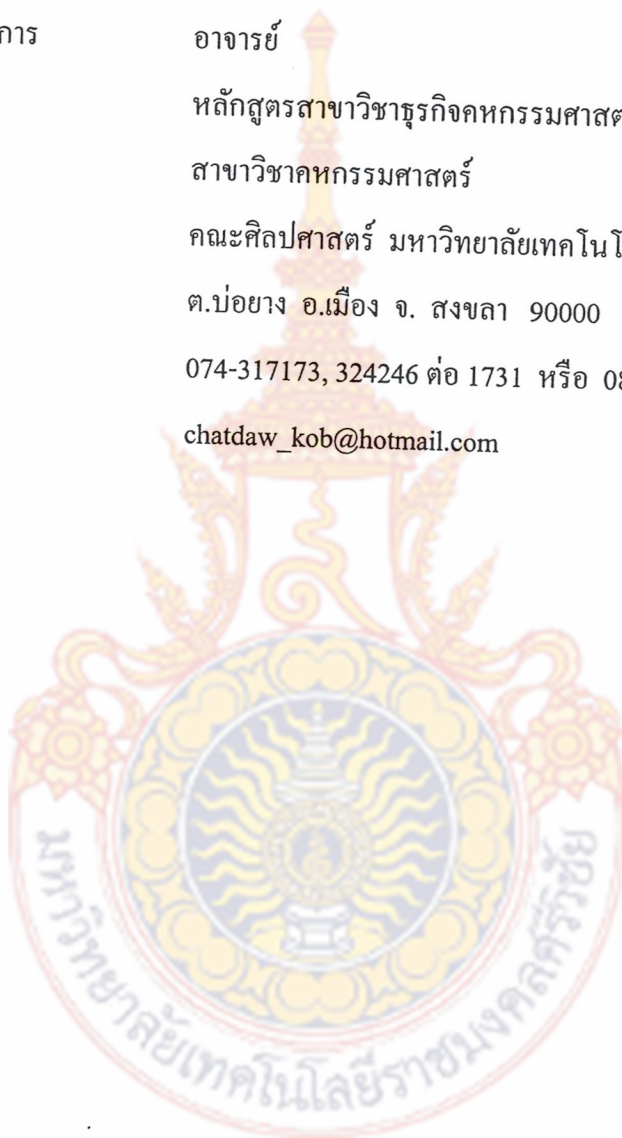 การ อาจารย์
หลักสูตรสาขาวิชาธุรกิจคหกรรมศาสต
สาขาวิชาคหกรรมศาสตร์
คณะศิลปศาสตร์ มหาวิทยาลัยเทคโนโ
ต.บ่อยาง อ.เมือง จ. สงขลา 90000
074-317173, 324246 ต่อ 1731 หรือ 08
chatdaw_kob@hotmail.com
มหาวิทยาลัยเทคโนโลยีราชมงคลศรีวิชัย